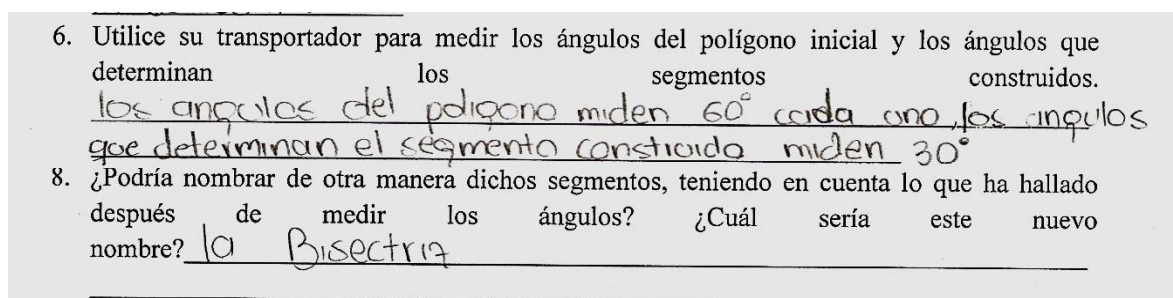 6. Utilice su transportador para medir los ángulos del polígono inicial y los ángulos que
determinan los segmentos construidos.
los angulos del poligono miden 60° cada uno, los angulos
que determinan el segmento constiuido miden 30°
8. ¿Podría nombrar de otra manera dichos segmentos, teniendo en cuenta lo que ha hallado
después de medir los ángulos? ¿Cuál sería este nuevo
nombre? la Bisectriz